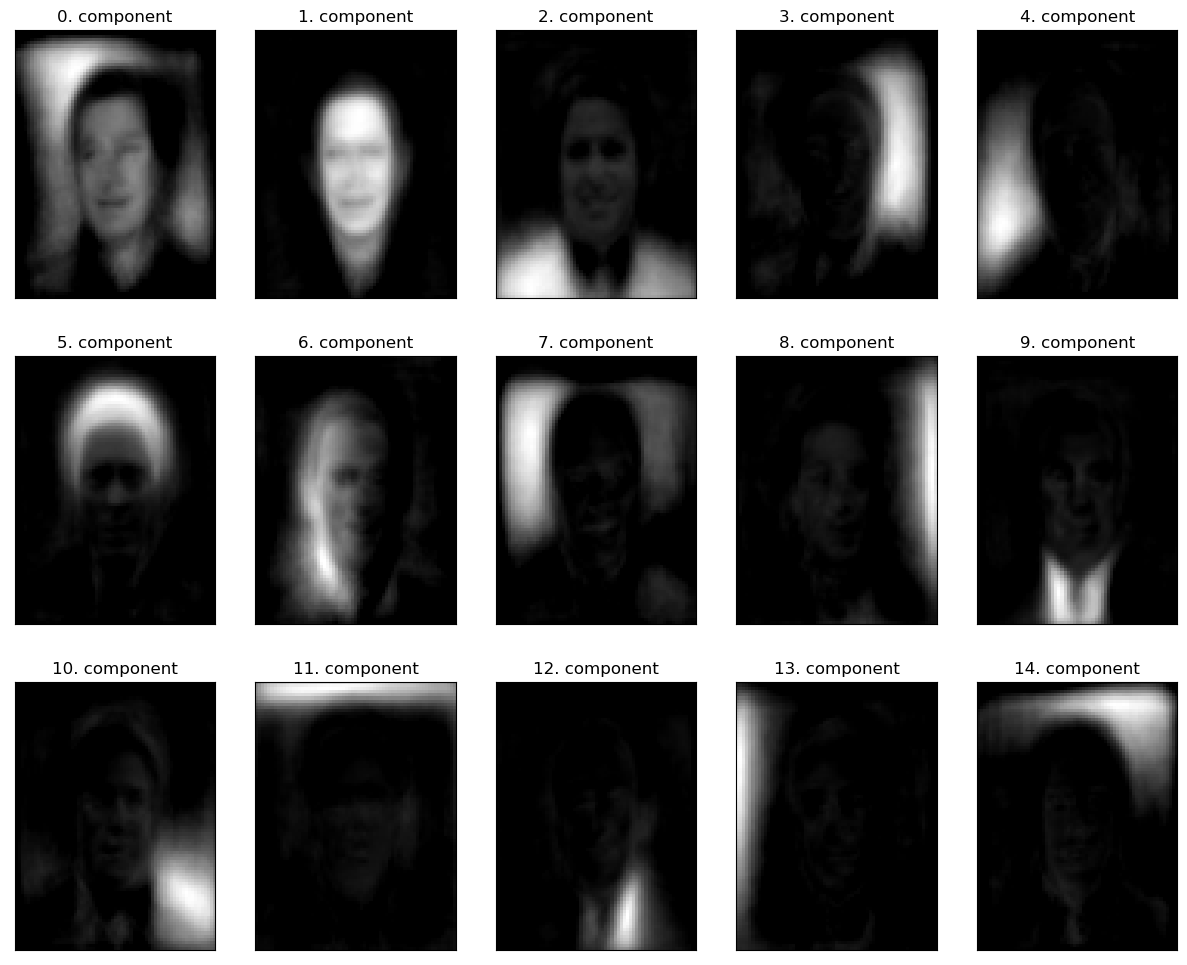 0. component
1. component
2. component
3. component
4. component
5. component
6. component
7. component
8. component
9. component
10. component
11. component
12. component
13. component
14. component